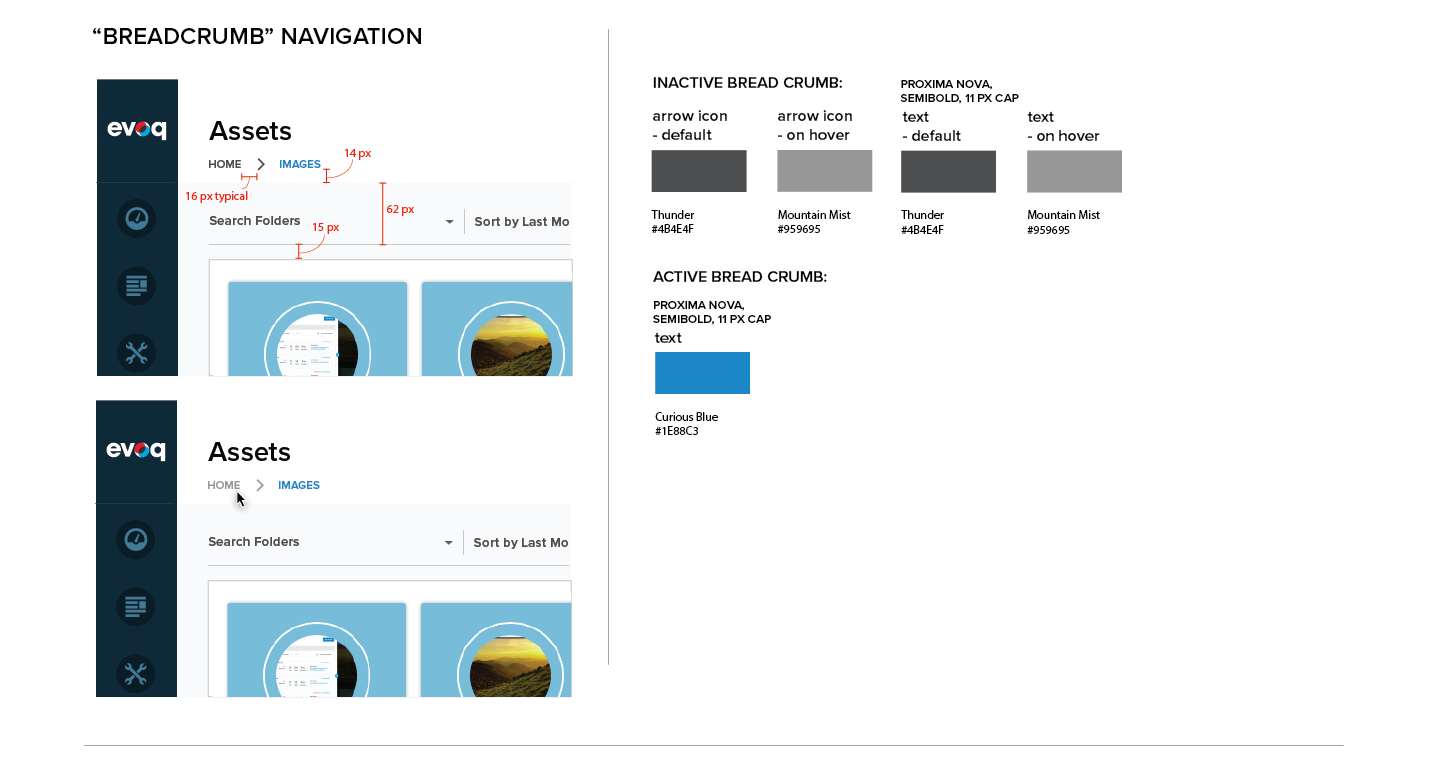 “BREADCRUMB” NAVIGATION
evoq
Assets
HOME
IMAGES
14 px
16 px typical
62 px
Search Folders
15 px
Sort by Last Mo
evoq
Assets
HOME
IMAGES
Search Folders
Sort by Last Mo
INACTIVE BREAD CRUMB:
arrow icon
- default
Thunder
#4B4E4F
arrow icon
- on hover
Mountain Mist
#959695
PROXIMA NOVA,
SEMIBOLD, 11 PX CAP
text
- default
Thunder
#4B4E4F
text
- on hover
Mountain Mist
#959695
ACTIVE BREAD CRUMB:
PROXIMA NOVA,
SEMIBOLD, 11 PX CAP
text
Curious Blue
#1E88C3